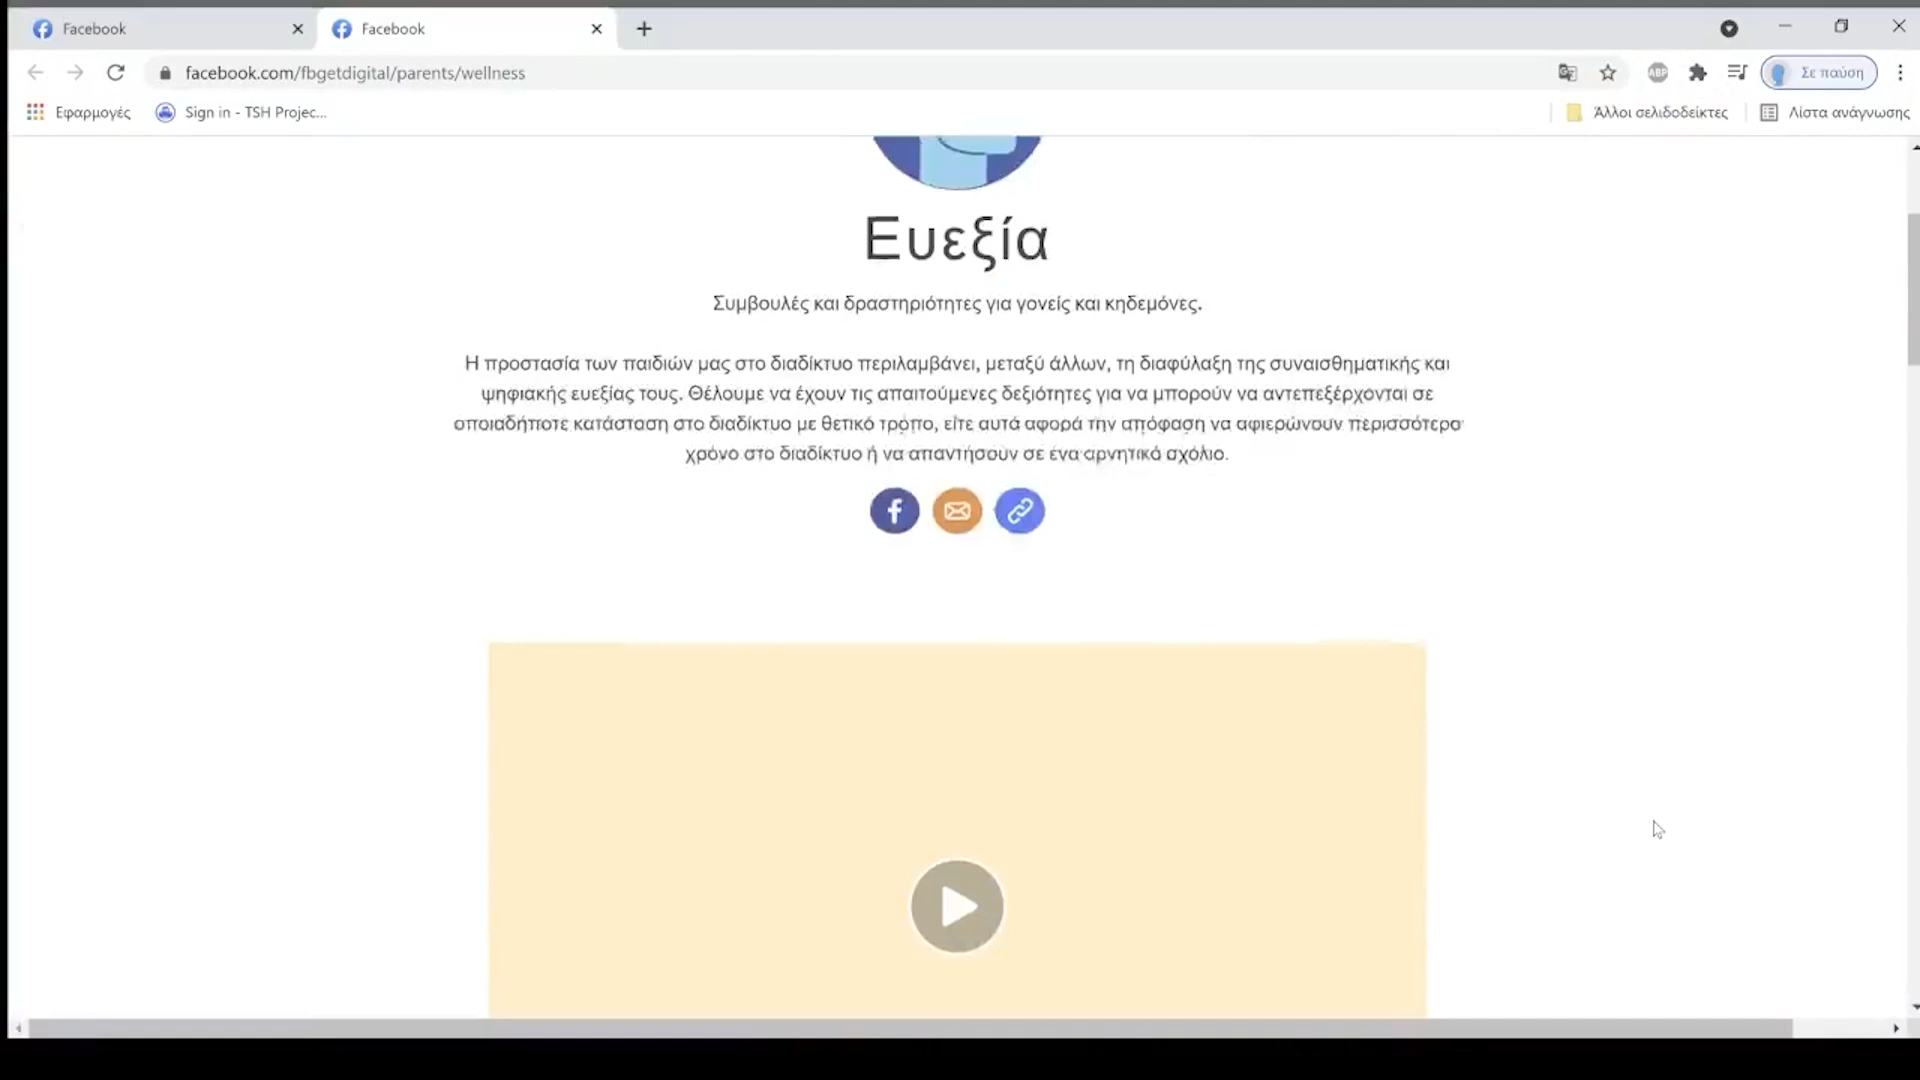 Facebook
Facebook
facebook.com/fbgetdigital/parents/wellness
ABP
Σε παύση
Εφαρμογές
Sign in - TSH Projec...
Άλλοι σελιδοδείκτες
Λίστα ανάγνωσης
Ευεξία
Συμβουλές και δραστηριότητες για γονείς και κηδεμόνες.
Η προστασία των παιδιών μας στο διαδίκτυο περιλαμβάνει, μεταξύ άλλων, τη διαφύλαξη της συναισθηματικής και
ψηφιακής ευεξίας τους. Θέλουμε να έχουν τις απαιτούμενες δεξιότητες για να μπορούν να αντεπεξέρχονται σε
οποιαδήποτε κατάσταση στο διαδίκτυο με θετικό τρόπο, είτε αυτό αφορά την απόφαση να αφιερώνουν περισσότερο
χρόνο στο διαδίκτυο ή να απαντήσουν σε ένα αρνητικό σχόλιο.